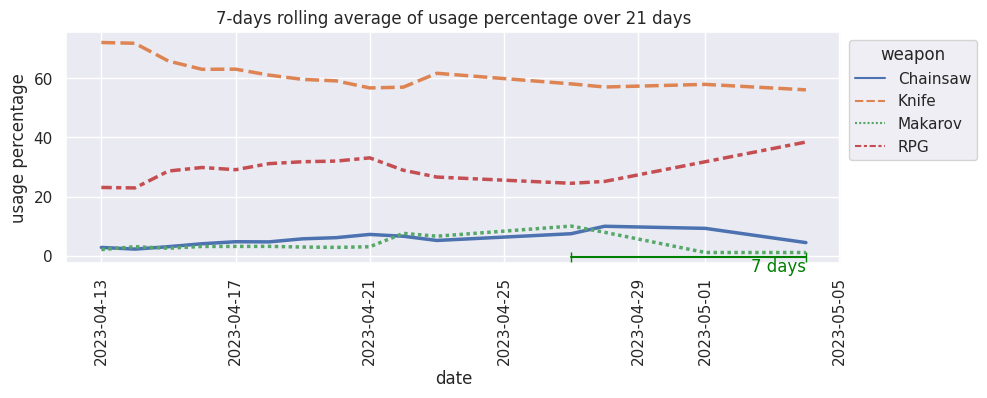 7-days rolling average of usage percentage over 21 days
usage percentage
60
40
20
0
7 days
2023-04-13
2023-04-17
2023-04-21
2023-04-25
2023-04-29
2023-05-01
2023-05-05
date
weapon
Chainsaw
Knife
Makarov
RPG